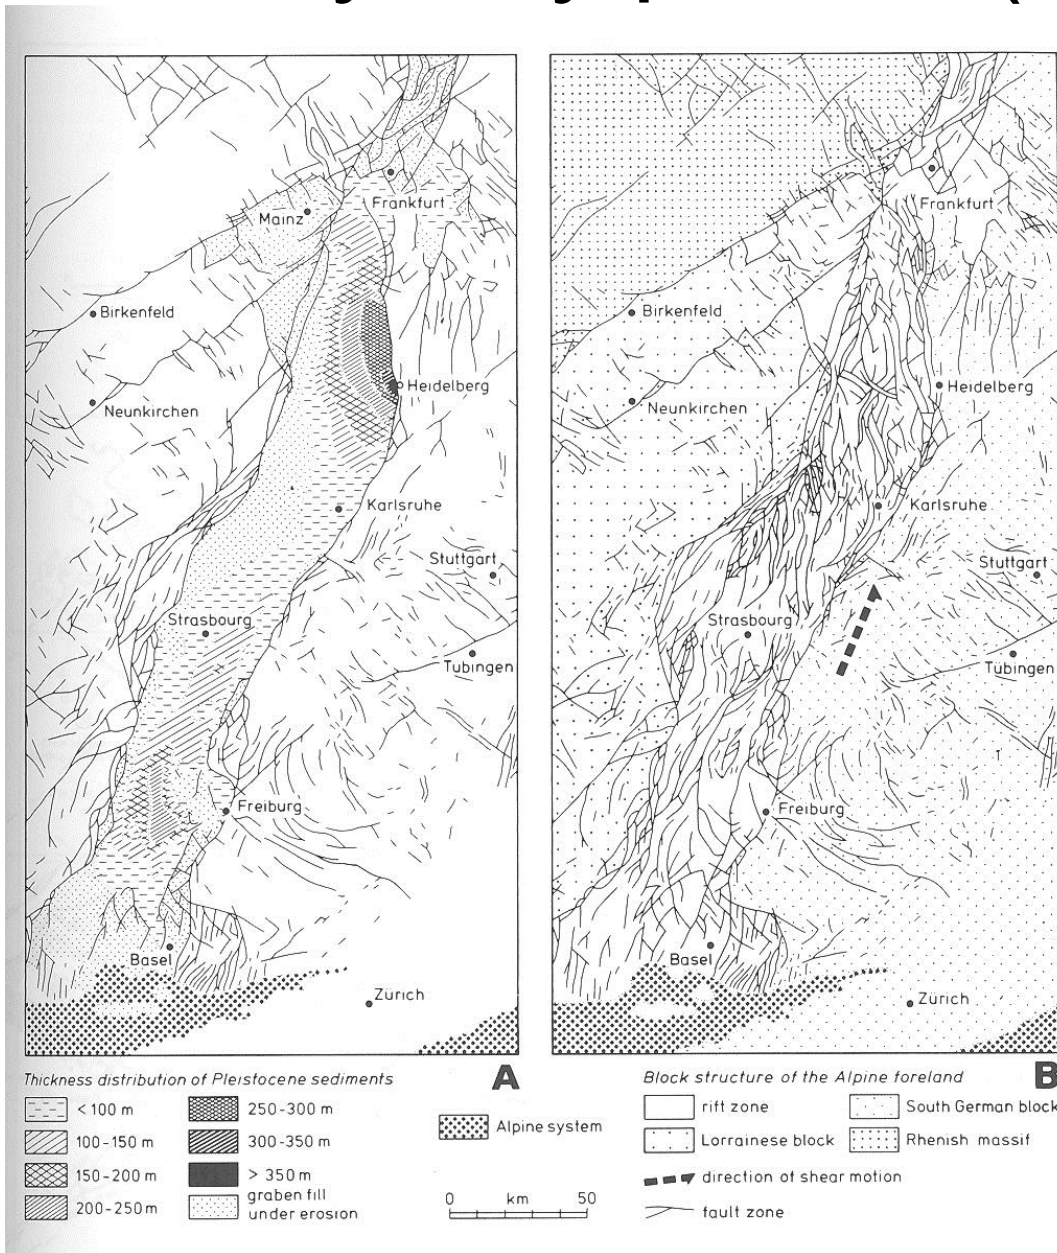 Mainz
Frankfurt
Birkenfeld
Neunkirchen
Heidelberg
Karlsruhe
Stuttgart
Strasbourg
Tübingen
Freiburg
Basel
Zürich
Frankfurt
Birkenfeld
Neunkirchen
Heidelberg
Karlsruhe
Stuttgart
Strasbourg
Tübingen
Freiburg
Basel
Zürich
Thickness distribution of Pleistocene sediments
A
< 100 m
100-150 m
150-200 m
200-250 m
250-300 m
300-350 m
> 350 m
graben fill
under erosion
Alpine system
0 km 50
Block structure of the Alpine foreland
B
rift zone
South German block
Lorrainese block
Rhenish massif
direction of shear motion
fault zone